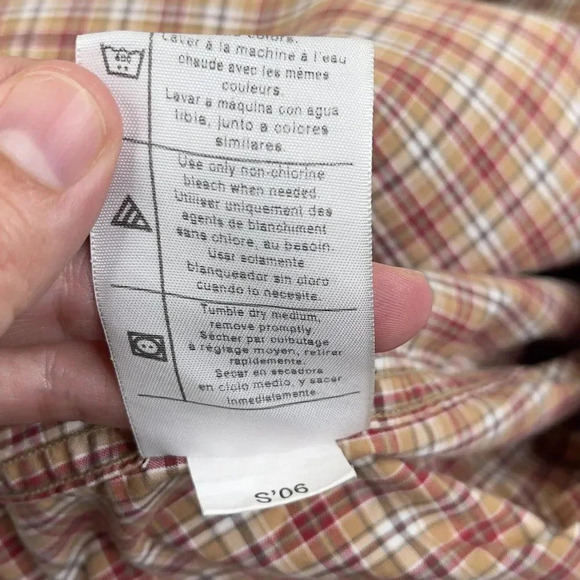 colors.
Laver à la machine à l'eau
chaude avec les mêmes
couleurs.
Lavar a maquina con agua
tibia, junto a colores
similares
Use only non-chlorine
bleach when needed
Utiliser uniquement des
agents de blanchiment
sans chlore, au besoin.
Usar solamente
blanqueador sin cloro
cuando lo necesite.
Tumble dry medium,
remove promptly
Sécher par culbutage
à réglage moyen, retirer
rapidement.
Secar en secadora
en ciclo medio, y sacar
inmediatamente
S'06